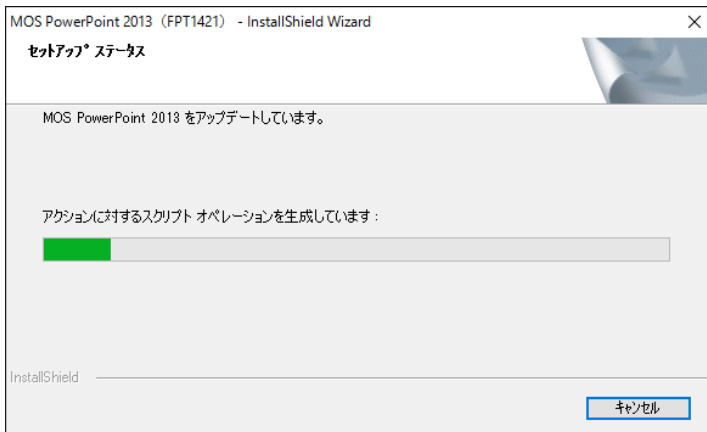 MOS PowerPoint 2013（FPT1421） - InstallShield Wizard
セットアップ ステータス
MOS PowerPoint 2013 をアップデートしています。
アクションに対するスクリプト オペレーションを生成しています :
InstallShield
キャンセル